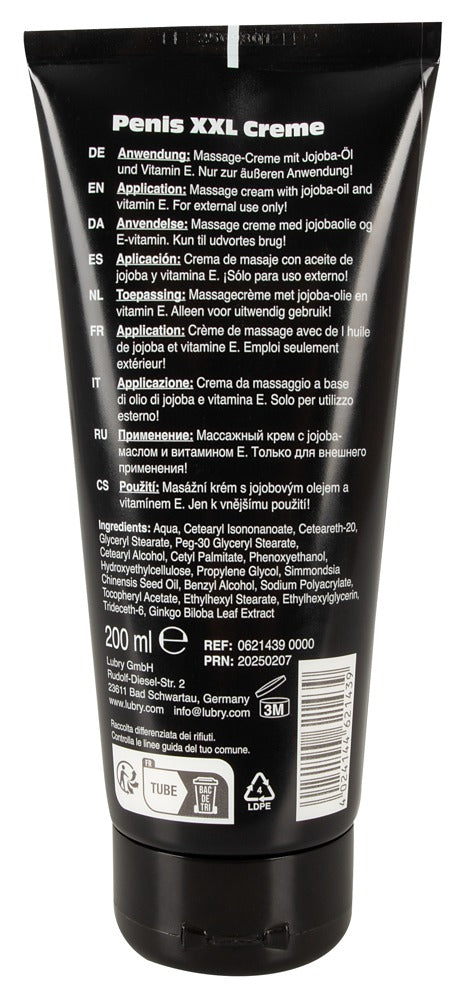 Penis XXL Creme
DE Anwendung: Massage-Creme mit Jojoba-Öl
und Vitamin E. Nur zur äußeren Anwendung!
EN Application: Massage cream with jojoba-oil and
vitamin E. For external use only!
DA Anvendelse: Massage creme med jojobaolie og
E-vitamin. Kun til udvortes brug!
ES Aplicación: Crema de masaje con aceite de
jojoba y vitamina E. ¡Sólo para uso externo!
NL Toepassing: Massagecrème met jojoba-olie en
vitamin E. Alleen voor uitwendig gebruik!
FR Application: Crème de massage avec de l huile
de jojoba et vitamine E. Emploi seulement
extérieur!
IT Applicazione: Crema da massaggio a base
di olio di jojoba e vitamina E. Solo per utilizzo
esterno!
RU Применение: Массажный крем с jojoba-
маслом и витамином Е. Только для внешнего
применения!
CS Použití: Masážní krém s jojobovým olejem a
vitamínem E. Jen k vnějšímu použití!
Ingredients: Aqua, Cetearyl Isononanoate, Ceteareth-20,
Glyceryl Stearate, Peg-30 Glyceryl Stearate,
Cetearyl Alcohol, Cetyl Palmitate, Phenoxyethanol,
Hydroxyethylcellulose, Propylene Glycol, Simmondsia
Chinensis Seed Oil, Benzyl Alcohol, Sodium Polyacrylate,
Tocopheryl Acetate, Ethylhexyl Stearate, Ethylhexylglycerin,
Trideceth-6, Ginkgo Biloba Leaf Extract
200 ml e
REF: 0621439 0000
PRN: 20250207
Lubry GmbH
Rudolf-Diesel-Str. 2
23611 Bad Schwartau, Germany
www.lubry.com info@lubry.com
3M
Raccolta differenziata dei rifiuti.
Controlla le linee guida del tuo comune.
FR
TUBE
BAC
DE
TRI
4
LDPE
4024144621439